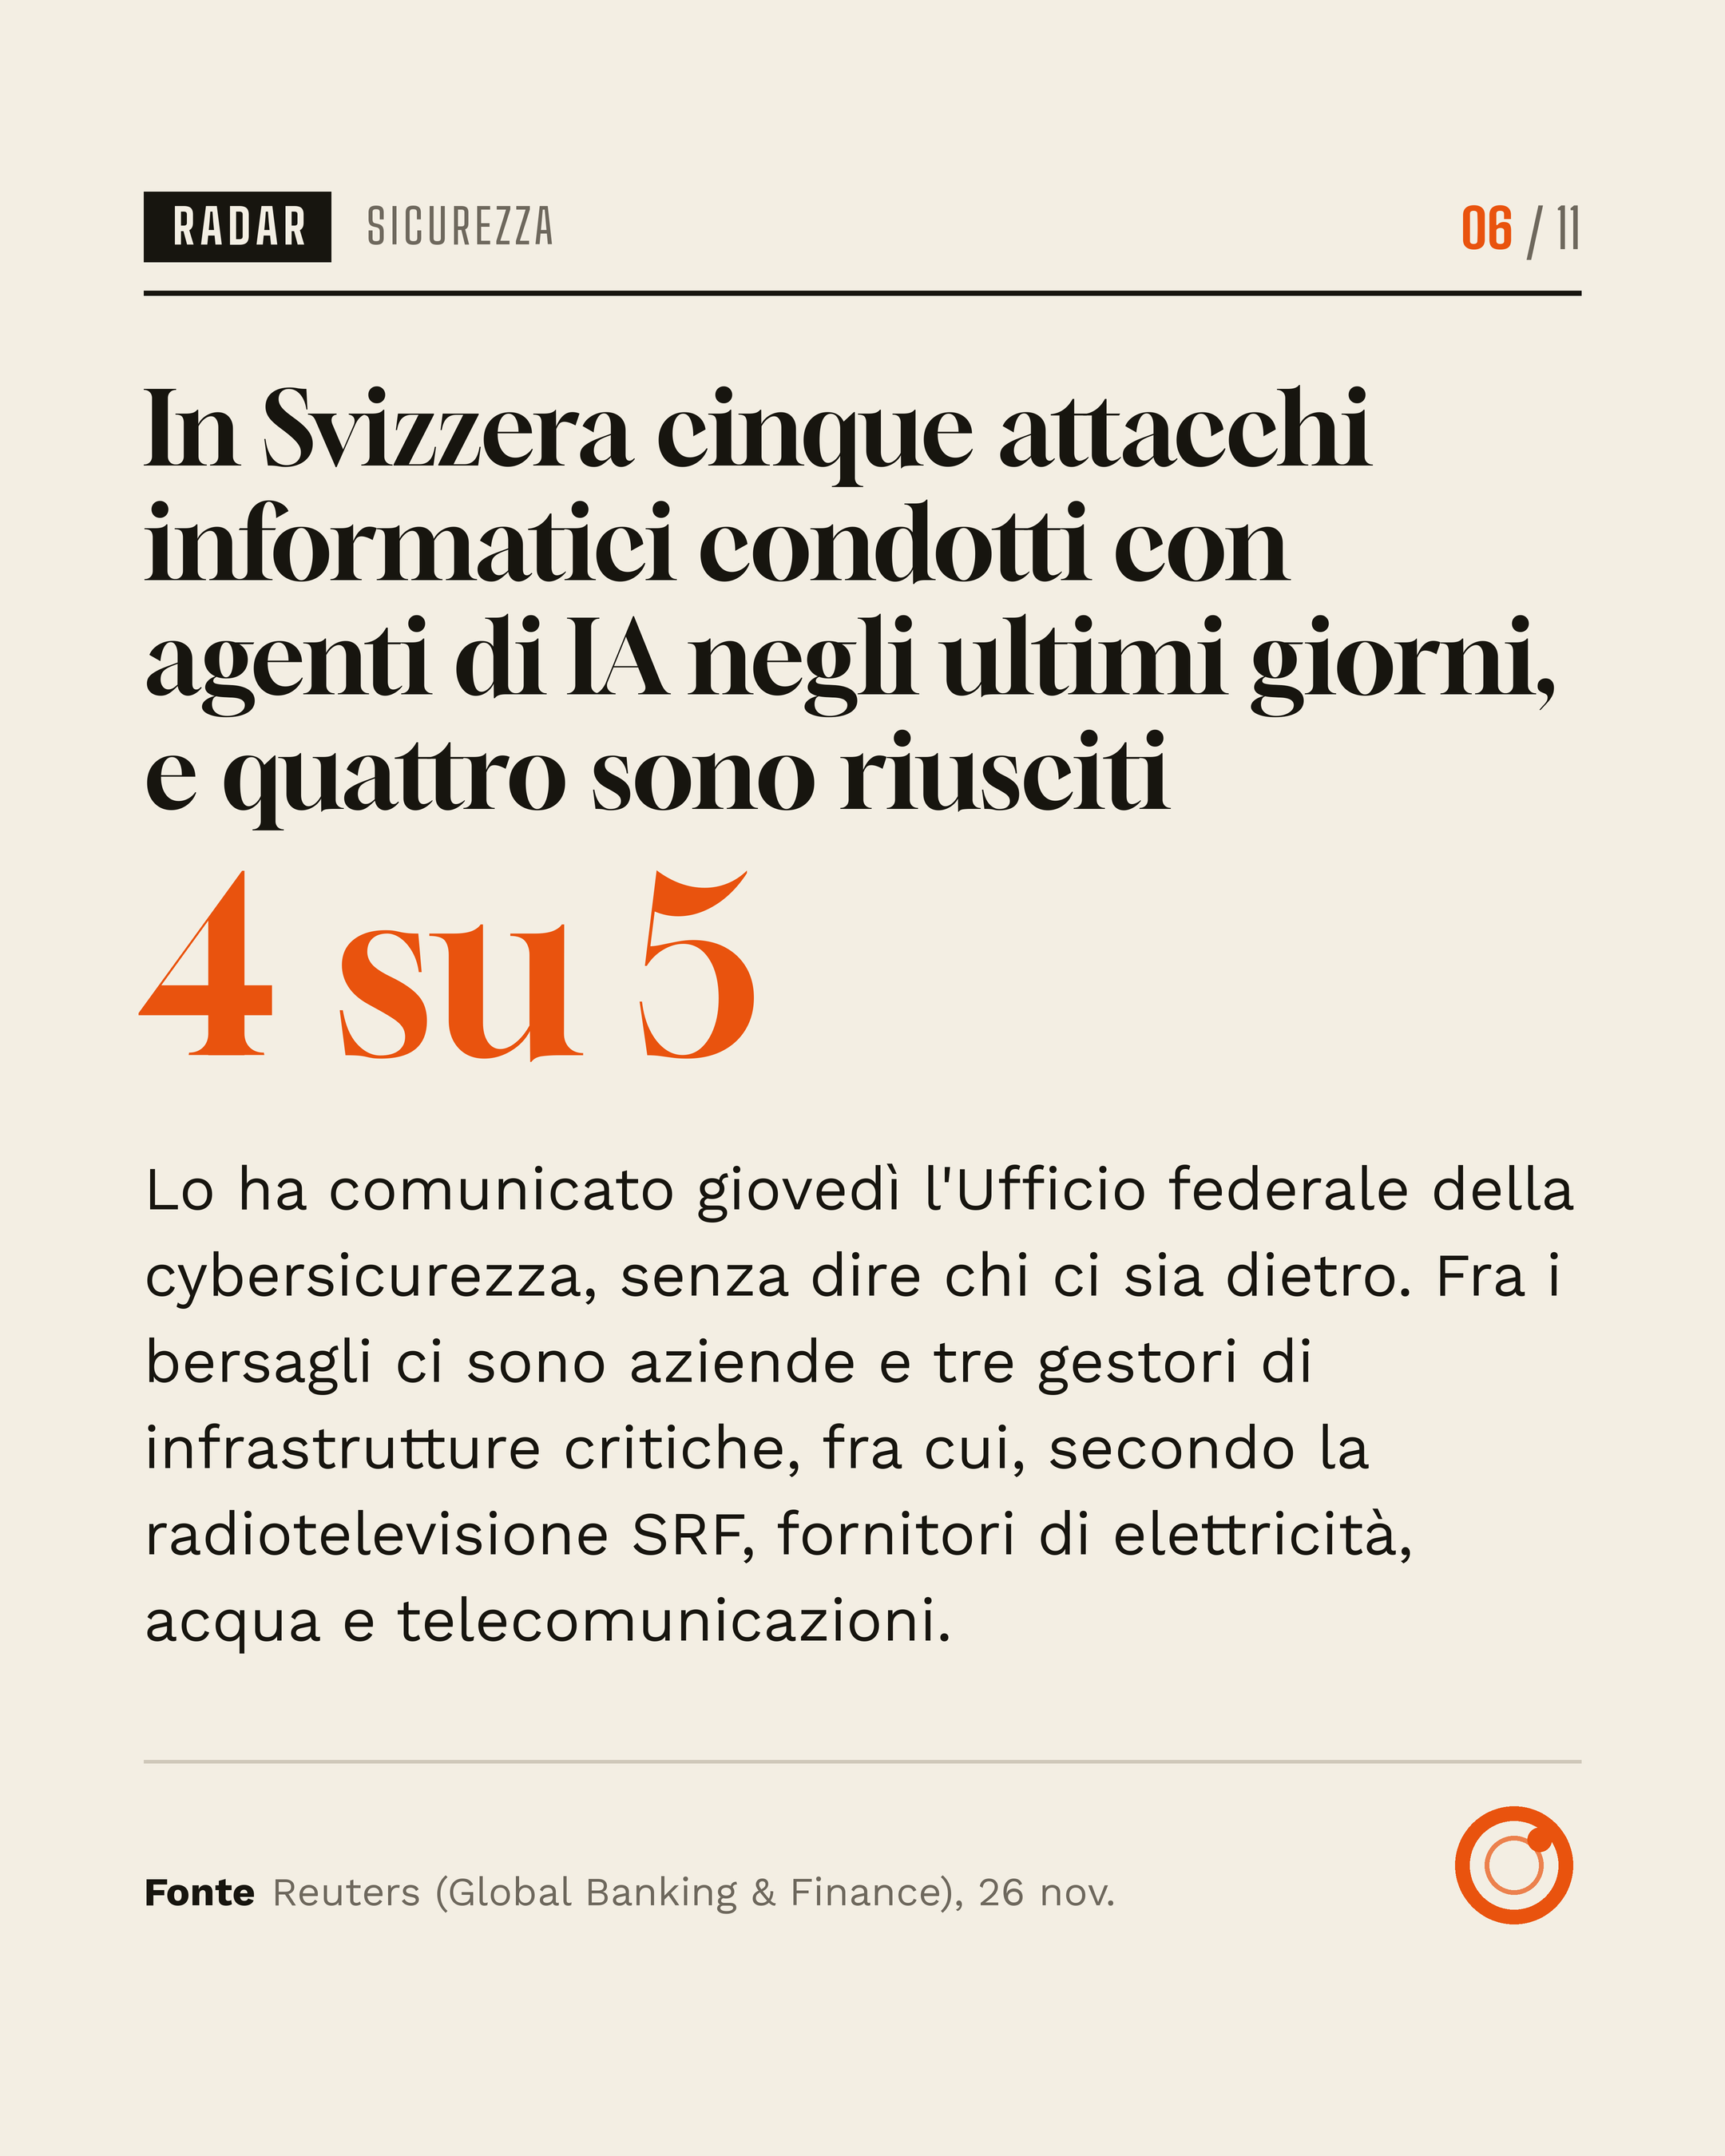 RADAR SICUREZZA 06 / 11
In Svizzera cinque attacchi
informatici condotti con
agenti di IA negli ultimi giorni,
e quattro sono riusciti
4 su 5
Lo ha comunicato giovedì l'Ufficio federale della
cybersicurezza, senza dire chi ci sia dietro. Fra i
bersagli ci sono aziende e tre gestori di
infrastrutture critiche, fra cui, secondo la
radiotelevisione SRF, fornitori di elettricità,
acqua e telecomunicazioni.
Fonte Reuters (Global Banking & Finance), 26 nov.